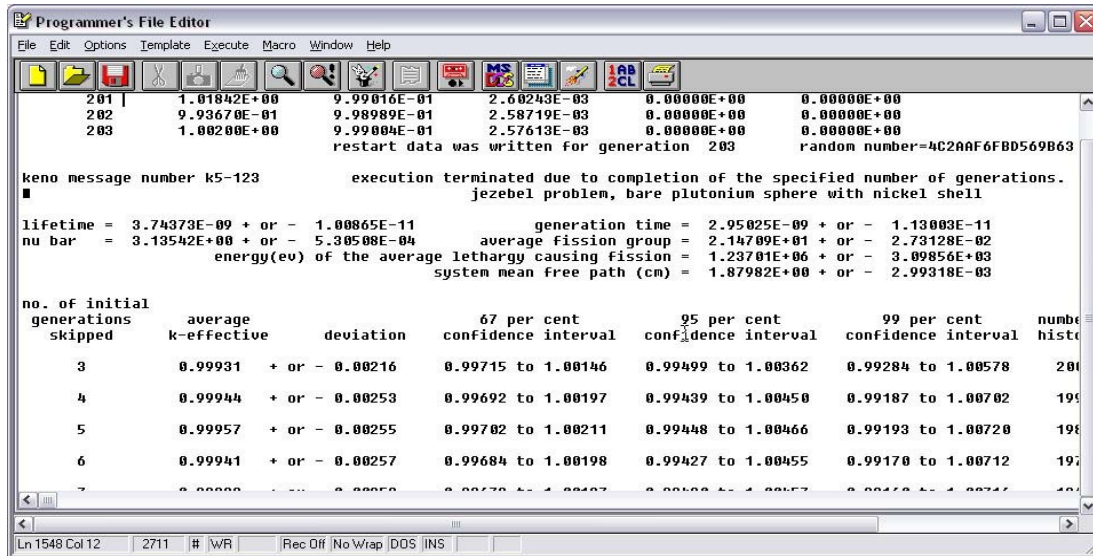 Programmer's File Editor
File Edit Options Template Execute Macro Window Help
201 1.01842E+00 9.99016E-01 2.60243E-03 0.00000E+00 0.00000E+00
202 9.93670E-01 9.98989E-01 2.58719E-03 0.00000E+00 0.00000E+00
203 1.00200E+00 9.99004E-01 2.57613E-03 0.00000E+00 0.00000E+00
restart data was written for generation 203 random number=4C2AAF6FBD569B63
keno message number k5-123 execution terminated due to completion of the specified number of generations.
jezebel problem, bare plutonium sphere with nickel shell
lifetime = 3.74373E-09 + or - 1.00865E-11 generation time = 2.95025E-09 + or - 1.13003E-11
nu bar = 3.13542E+00 + or - 5.30508E-04 average fission group = 2.14709E+01 + or - 2.73128E-02
energy(ev) of the average lethargy causing fission = 1.23701E+06 + or - 3.09856E+03
system mean free path (cm) = 1.87982E+00 + or - 2.99318E-03
no. of initial
generations average 67 per cent 95 per cent 99 per cent numbe
skipped k-effective deviation confidence interval confidence interval confidence interval histo
3 0.99931 + or - 0.00216 0.99715 to 1.00146 0.99499 to 1.00362 0.99284 to 1.00578 200
4 0.99944 + or - 0.00253 0.99692 to 1.00197 0.99439 to 1.00450 0.99187 to 1.00702 199
5 0.99957 + or - 0.00255 0.99702 to 1.00211 0.99448 to 1.00466 0.99193 to 1.00720 198
6 0.99941 + or - 0.00257 0.99684 to 1.00198 0.99427 to 1.00455 0.99170 to 1.00712 197
Ln 1548 Col 12 2711 # WR Rec Off No Wrap DOS INS